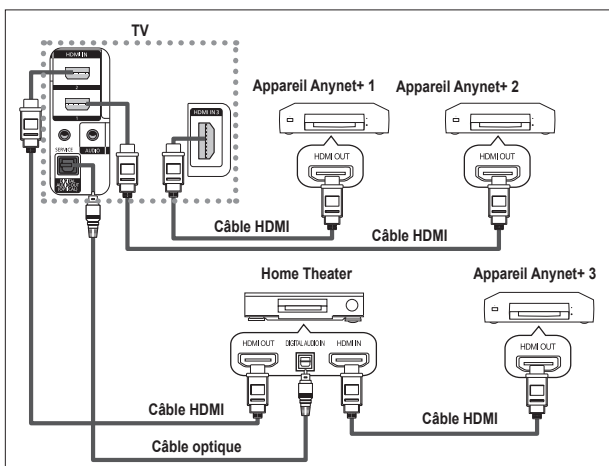 TV
HDMI IN
2
1
SERVICE
AUDIO
HDMI IN 3
Appareil Anynet+ 1
HDMI OUT
Appareil Anynet+ 2
HDMI OUT
Câble HDMI
Câble HDMI
Home Theater
HDMI OUT
DIGITAL AUDIO IN
HDMI IN
Appareil Anynet+ 3
HDMI OUT
Câble HDMI
Câble HDMI
Câble optique